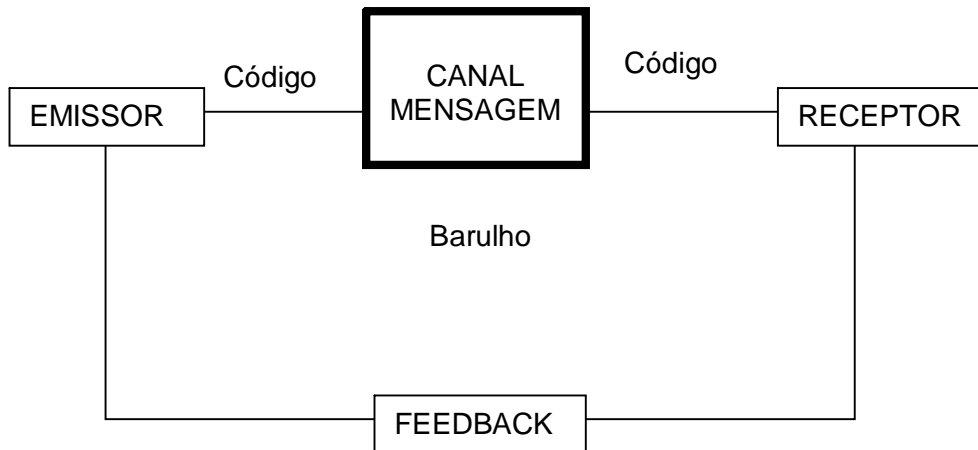 Código
CANAL
MENSAGEM
Código
EMISSOR
RECEPTOR
Barulho
FEEDBACK